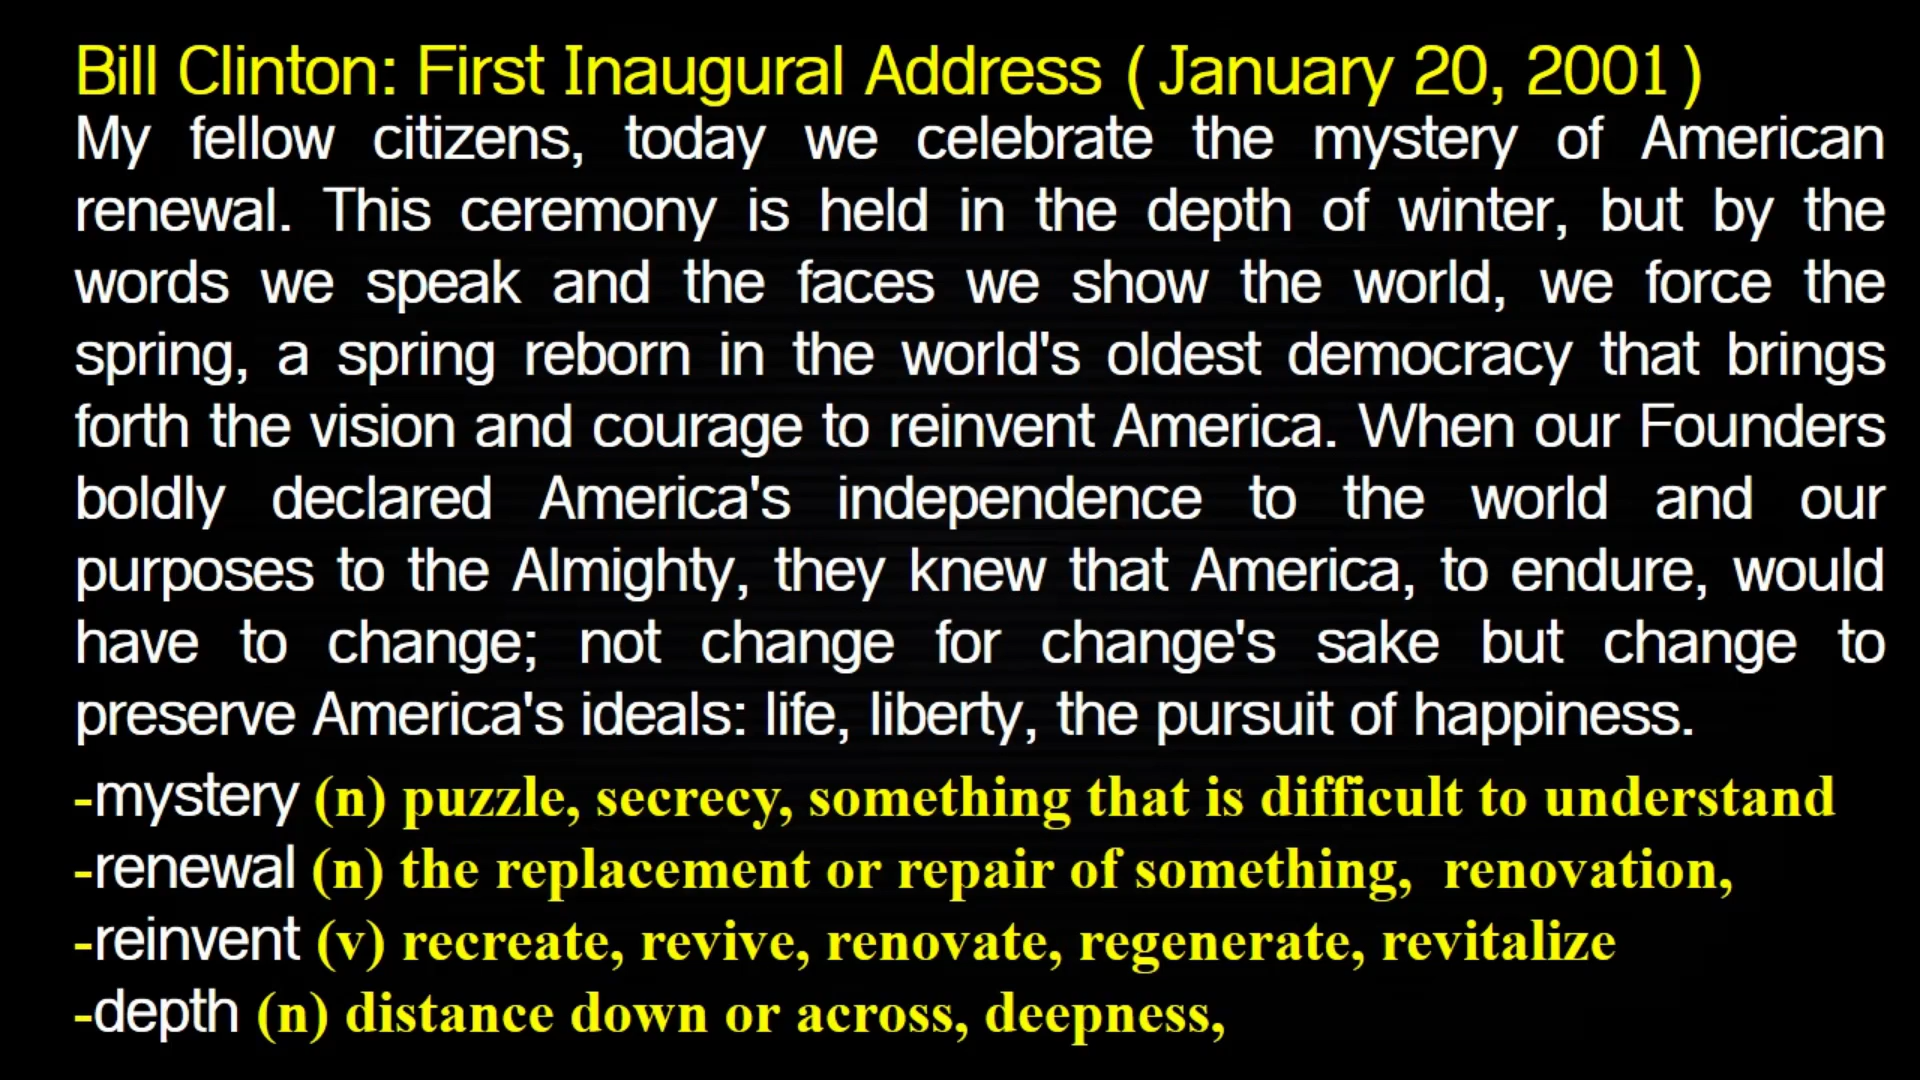 Bill Clinton: First Inaugural Address (January 20, 2001)
My fellow citizens, today we celebrate the mystery of American
renewal. This ceremony is held in the depth of winter, but by the
words we speak and the faces we show the world, we force the
spring, a spring reborn in the world's oldest democracy that brings
forth the vision and courage to reinvent America. When our Founders
boldly declared America's independence to the world and our
purposes to the Almighty, they knew that America, to endure, would
have to change; not change for change's sake but change to
preserve America's ideals: life, liberty, the pursuit of happiness.
-mystery (n) puzzle, secrecy, something that is difficult to understand
-renewal (n) the replacement or repair of something, renovation,
-reinvent (v) recreate, revive, renovate, regenerate, revitalize
-depth (n) distance down or across, deepness,